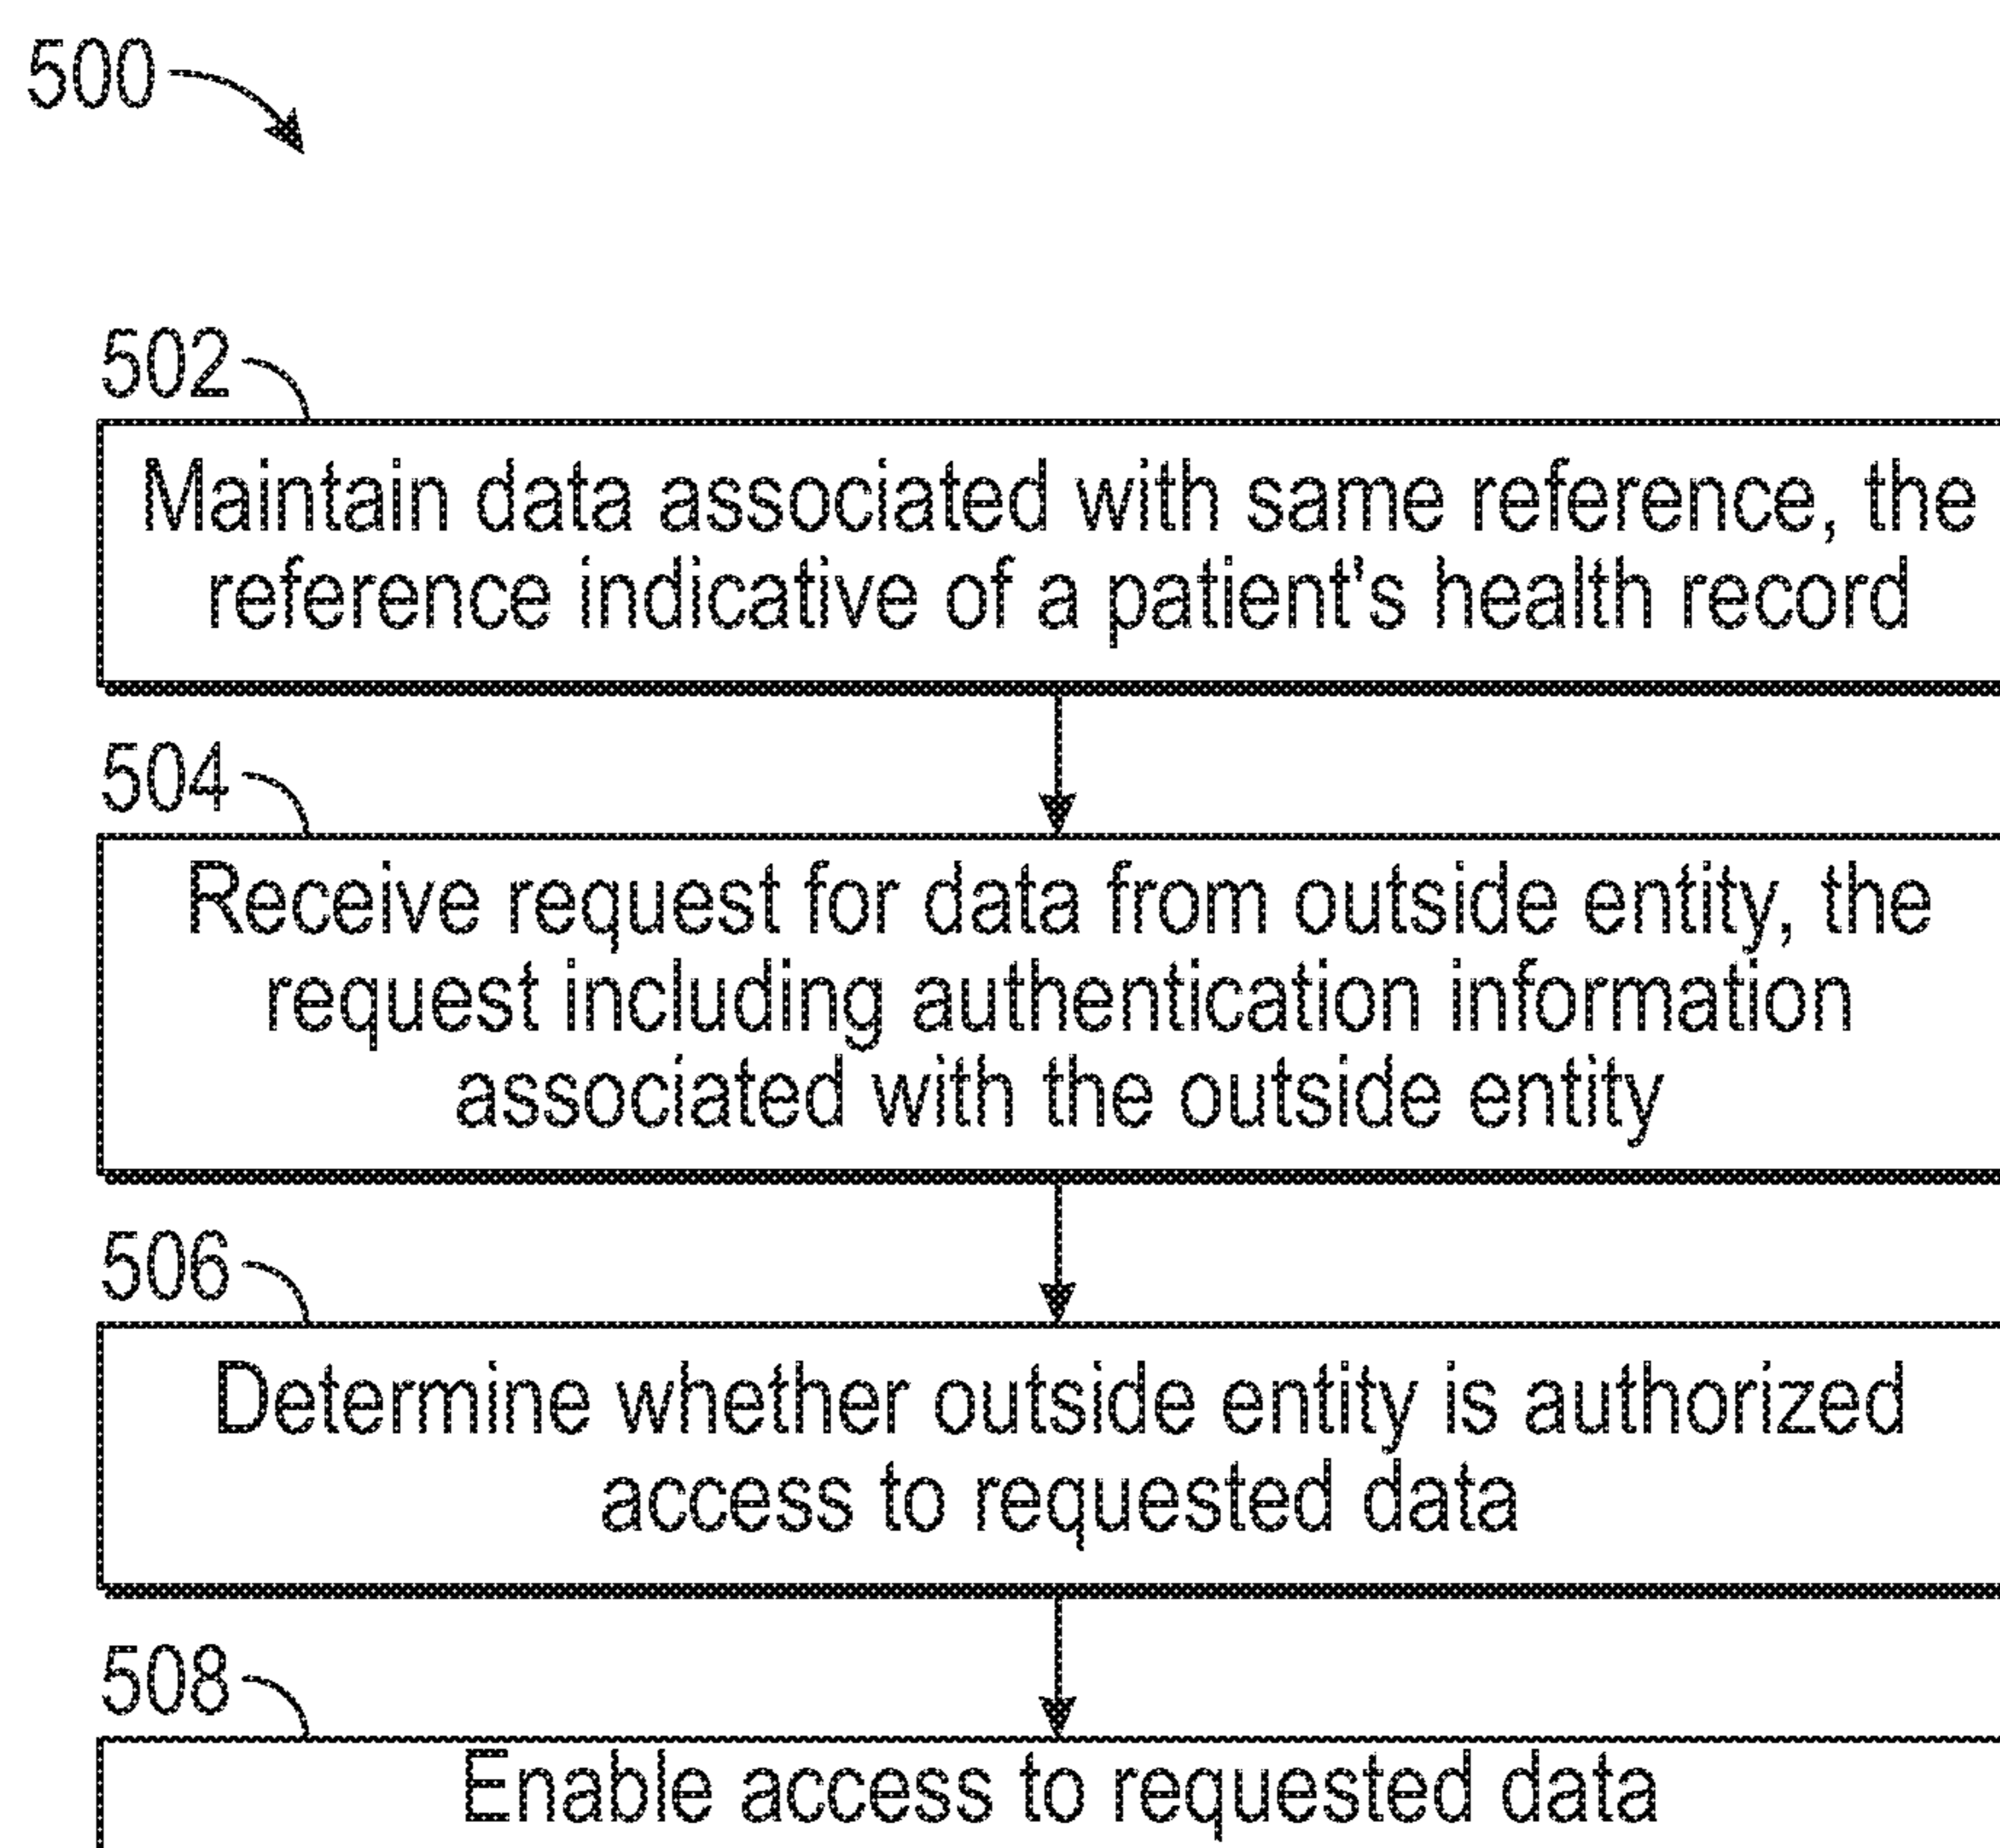 500
502
Maintain data associated with same reference, the
reference indicative of a patient's health record
504
Receive request for data from outside entity, the
request including authentication information
associated with the outside entity
506
Determine whether outside entity is authorized
access to requested data
508
Enable access to requested data